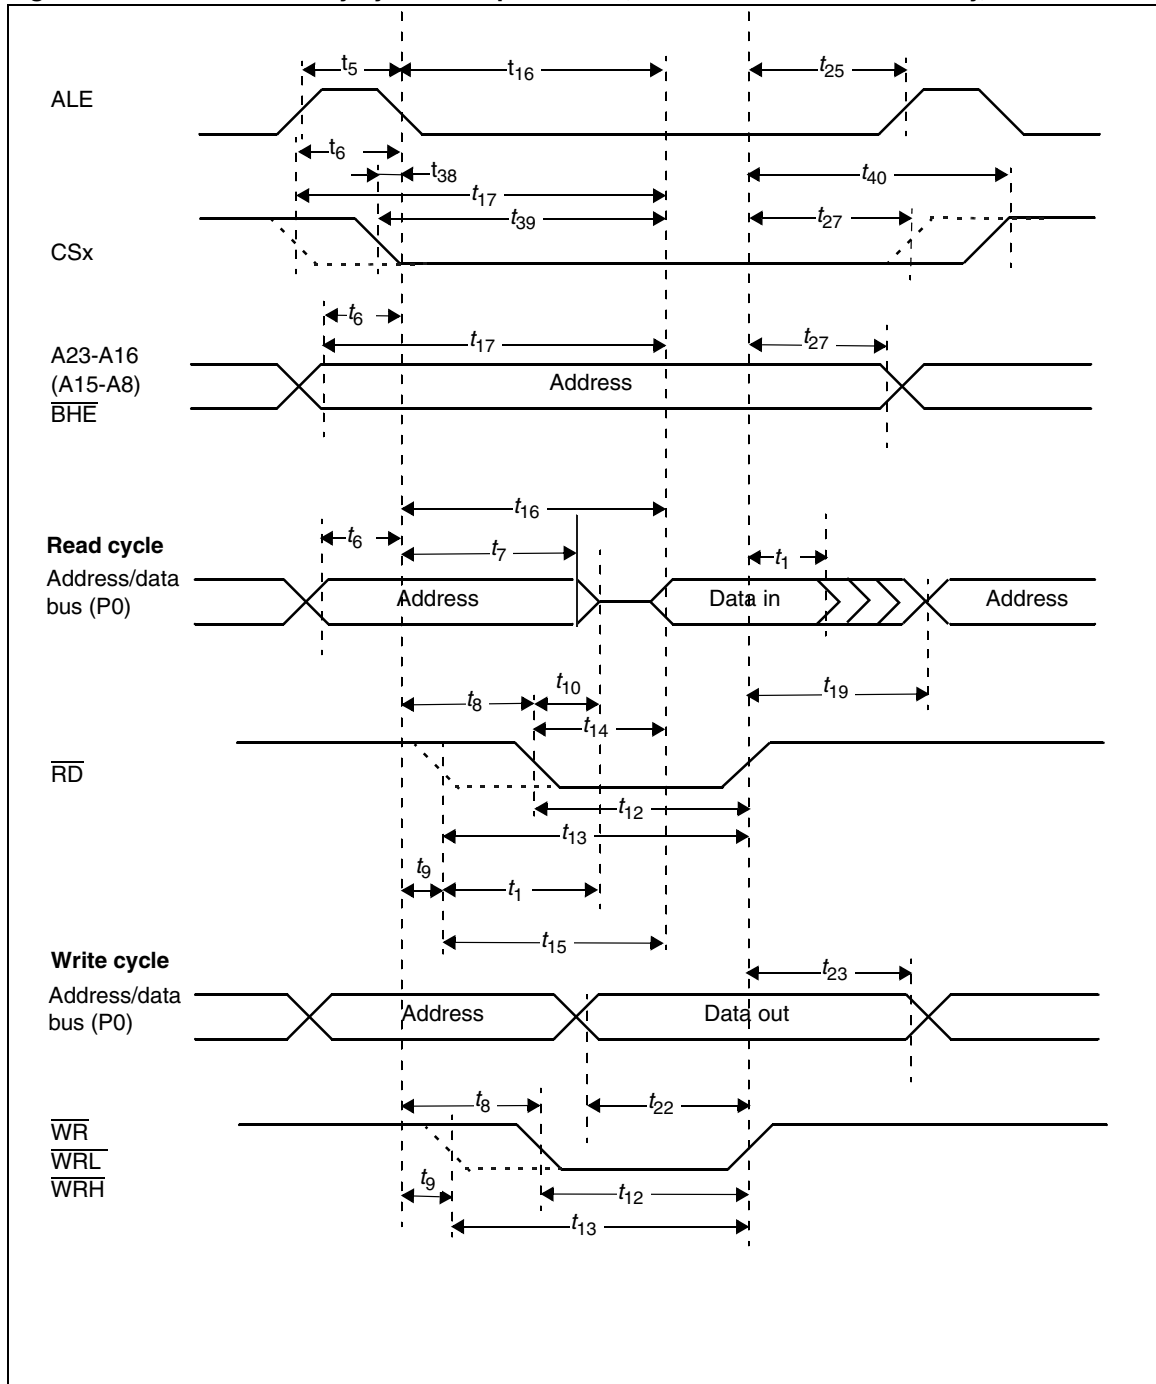 t5
t16
t25
ALE
t6
t38
t40
t17
t39
t27
CSx
t6
t17
t27
A23-A16
(A15-A8)
Address
BHE
t16
t6
t7
t1
Read cycle
Address/data
bus (P0)
Address
Data in
Address
t10
t8
t19
t14
RD
t12
t13
t9
t1
t15
Write cycle
t23
Address/data
bus (P0)
Address
Data out
t8
t22
WR
WRL
WRH
t9
t12
t13